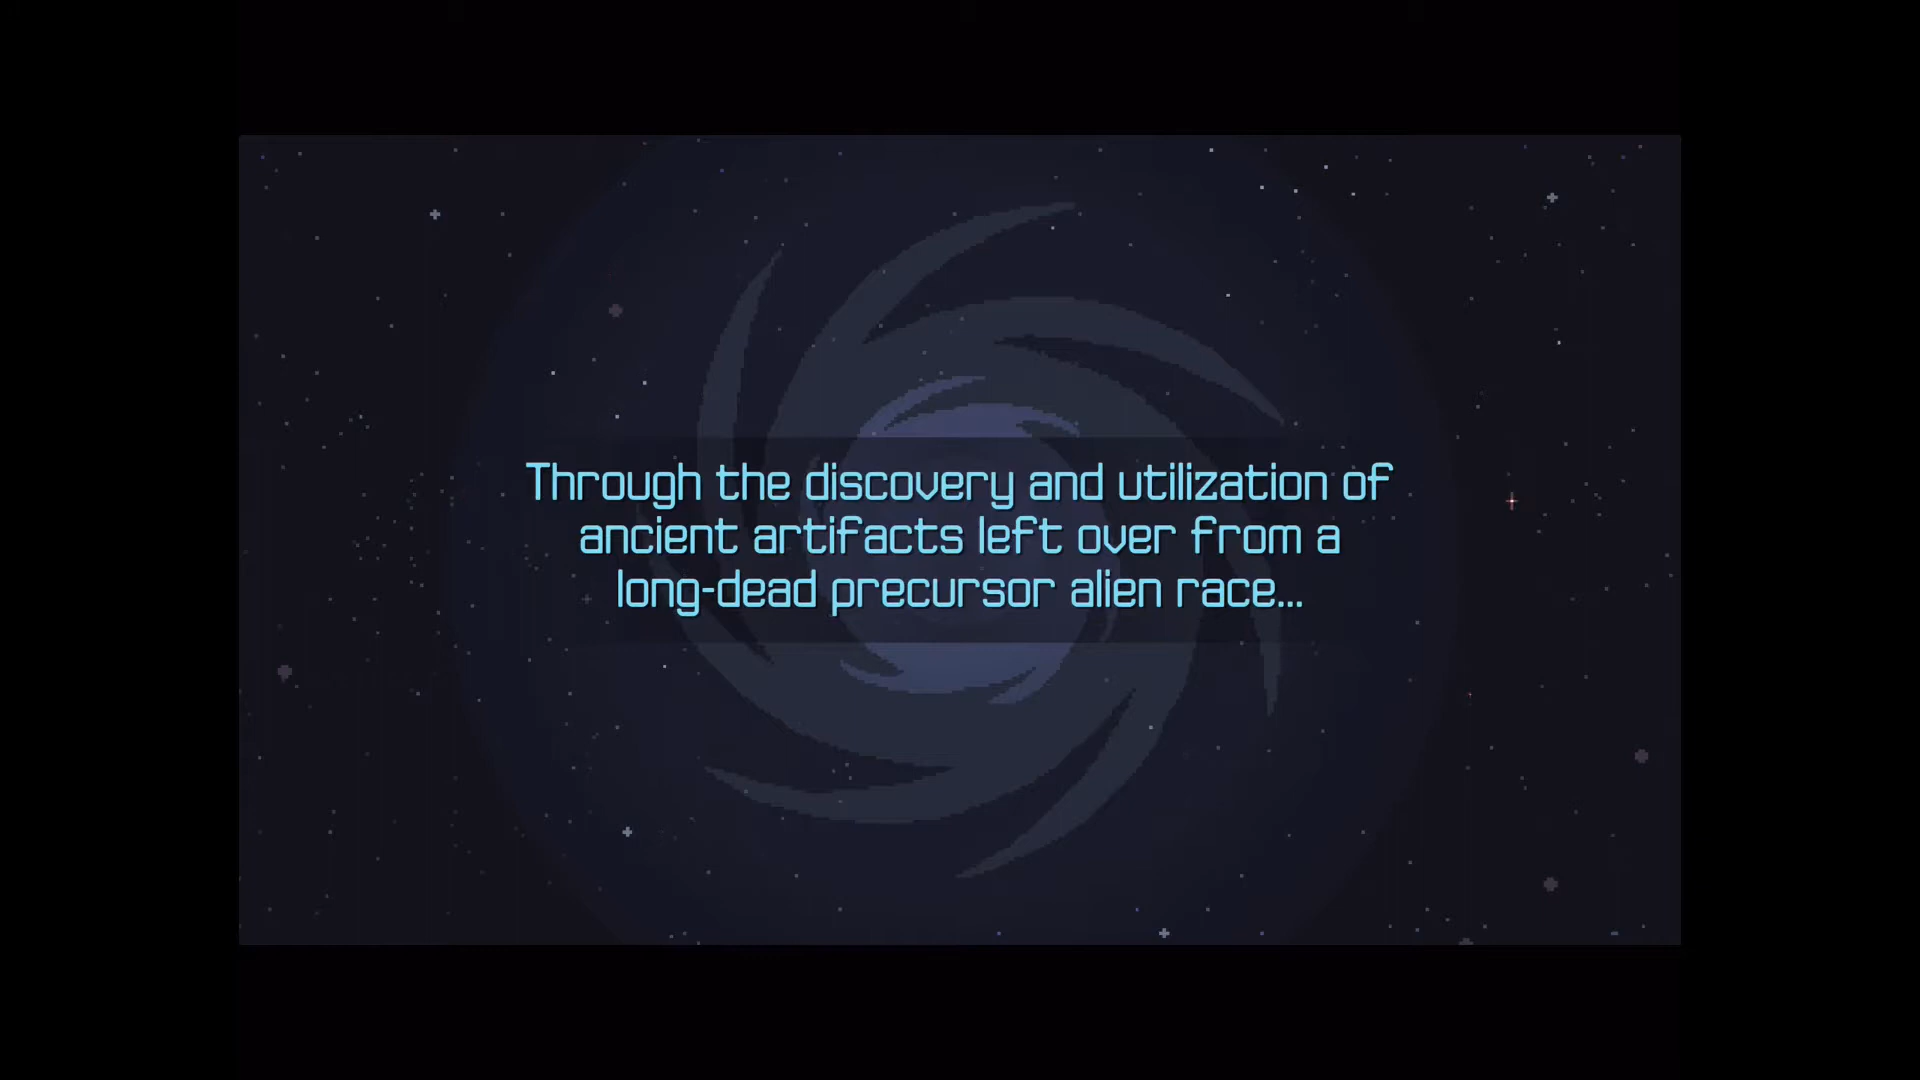 Through the discovery and utilization of
ancient artifacts left over from a
long-dead precursor alien race...